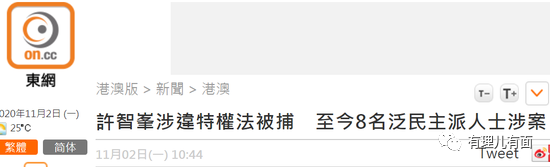 on.cc
東網
港澳版 > 新聞 > 港澳
2020年11月2日 (一)
25℃
繁體 简体
許智峯涉違特權法被捕 至今8名泛民主派人士涉案
11月02日(一) 10:44
T- T+
Tweet
有理儿有面